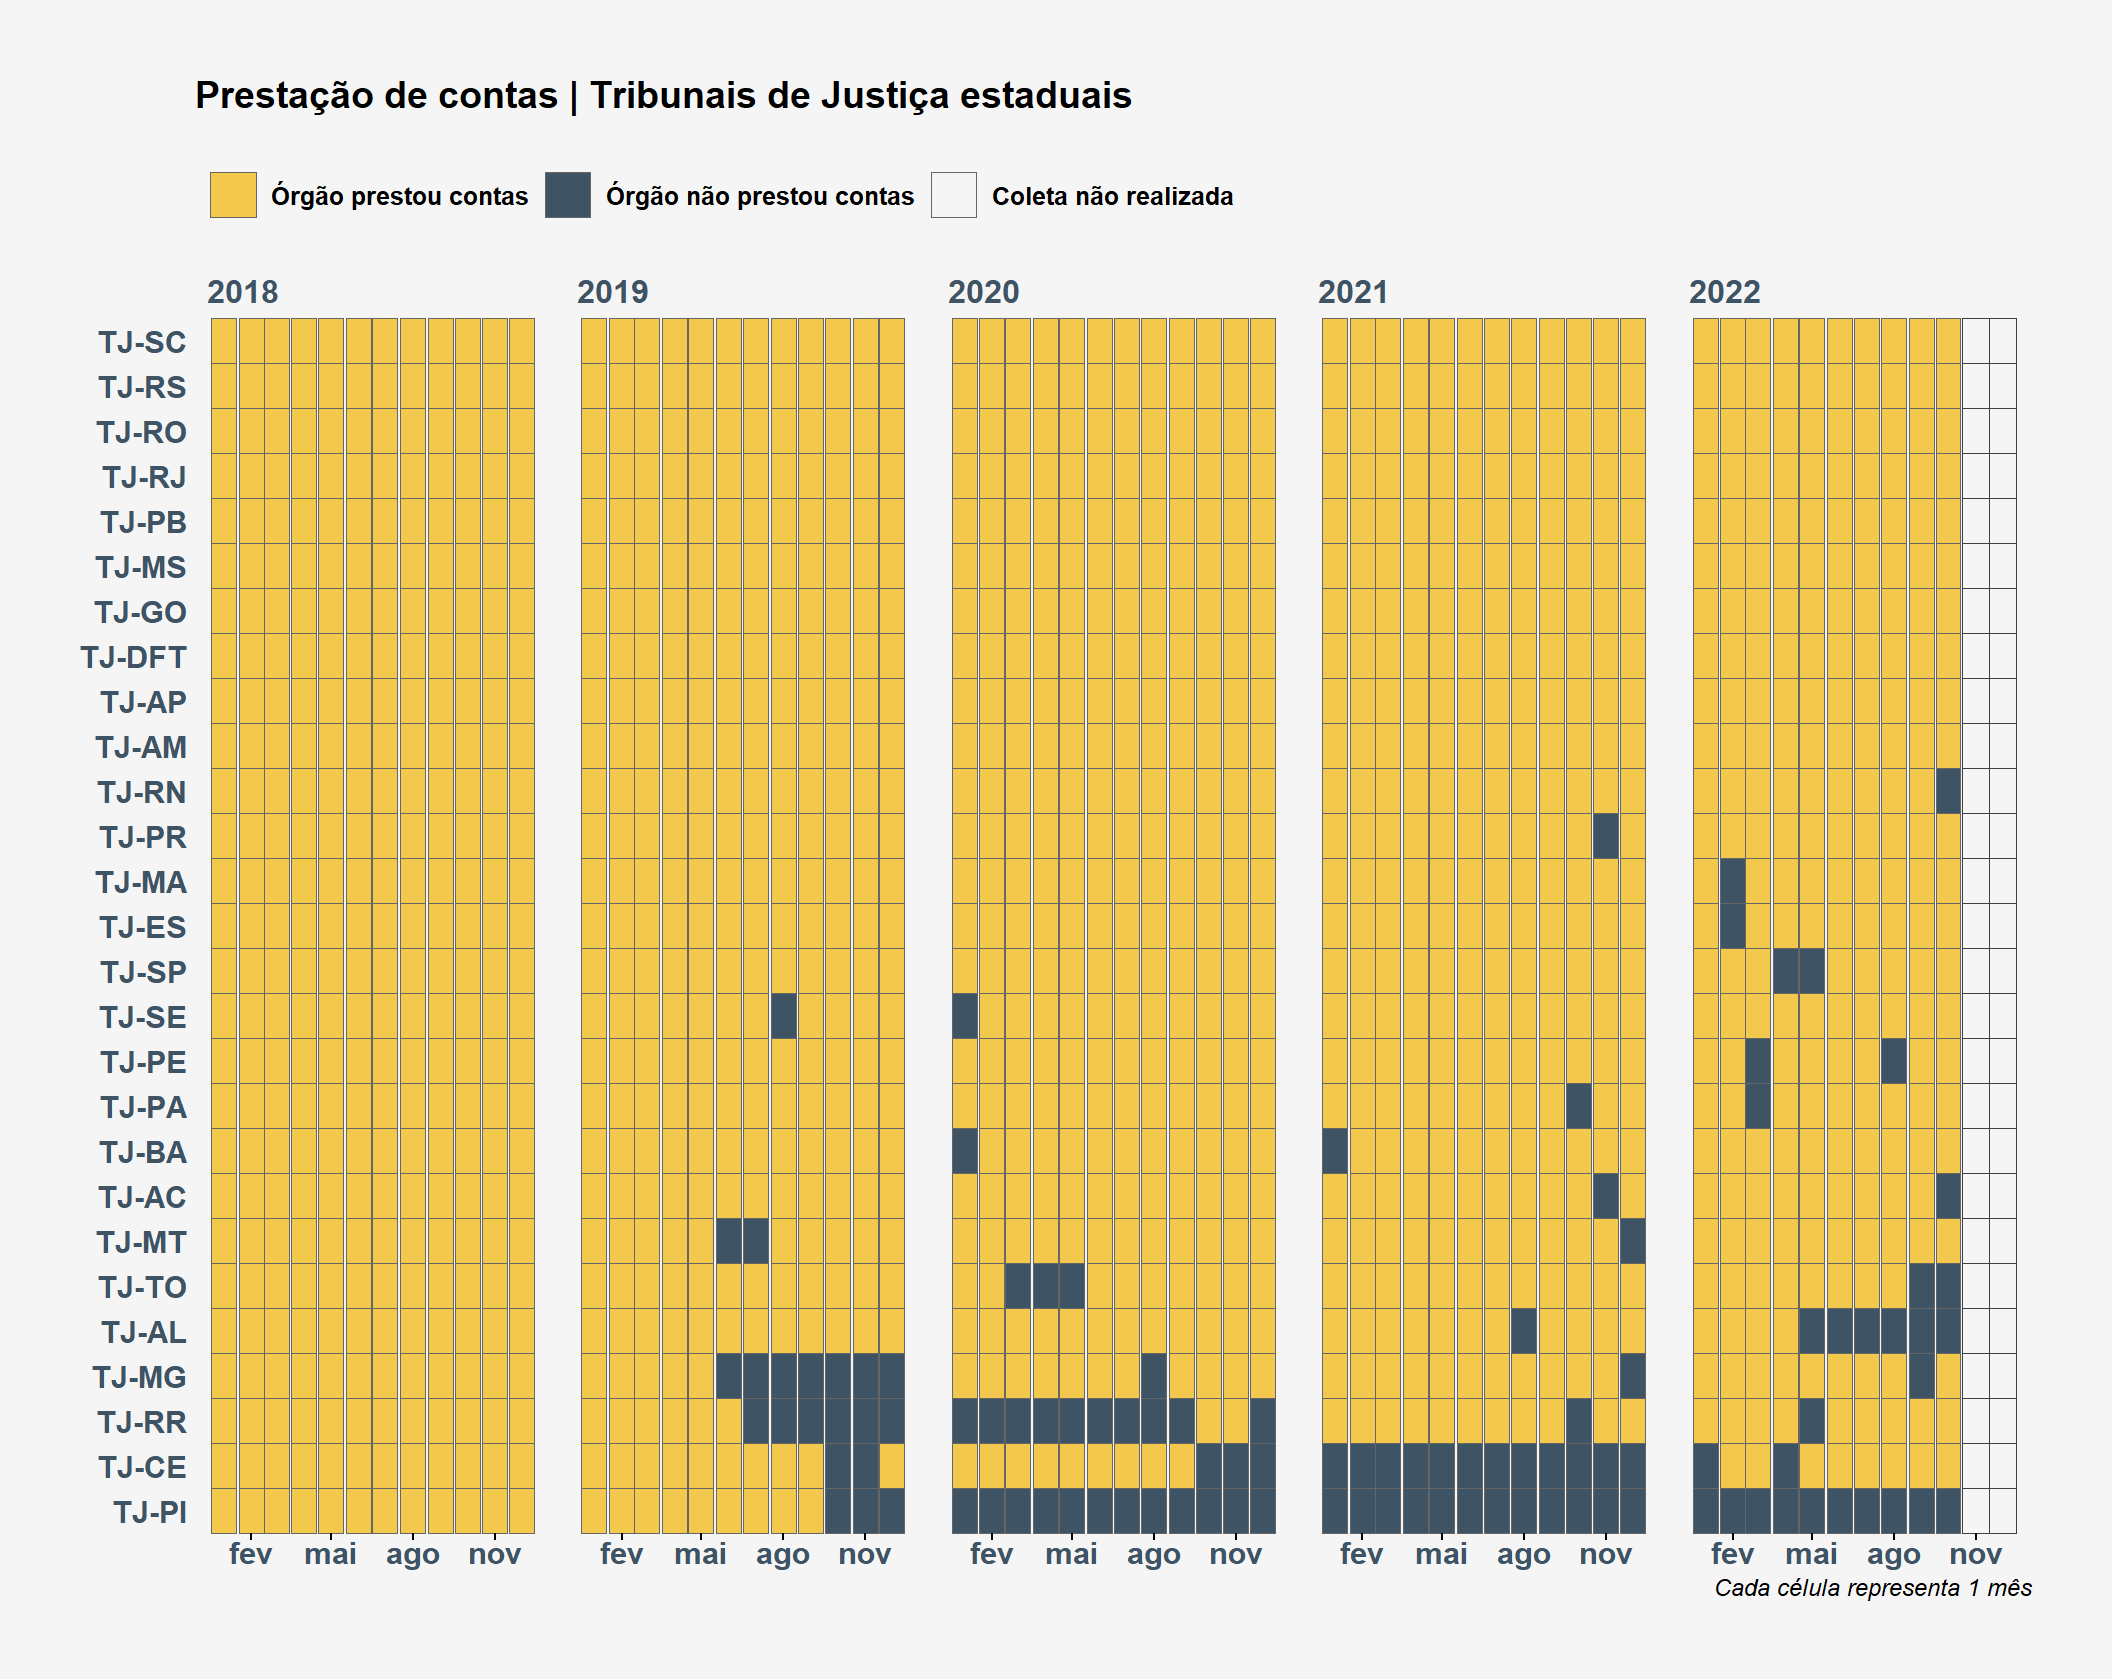 Prestação de contas | Tribunais de Justiça estaduais
Órgão prestou contas Órgão não prestou contas Coleta não realizada
2018 2019 2020 2021 2022
TJ-SC
TJ-RS
TJ-RO
TJ-RJ
TJ-PB
TJ-MS
TJ-GO
TJ-DFT
TJ-AP
TJ-AM
TJ-RN
TJ-PR
TJ-MA
TJ-ES
TJ-SP
TJ-SE
TJ-PE
TJ-PA
TJ-BA
TJ-AC
TJ-MT
TJ-TO
TJ-AL
TJ-MG
TJ-RR
TJ-CE
TJ-PI
fev mai ago nov fev mai ago nov fev mai ago nov fev mai ago nov fev mai ago nov
Cada célula representa 1 mês